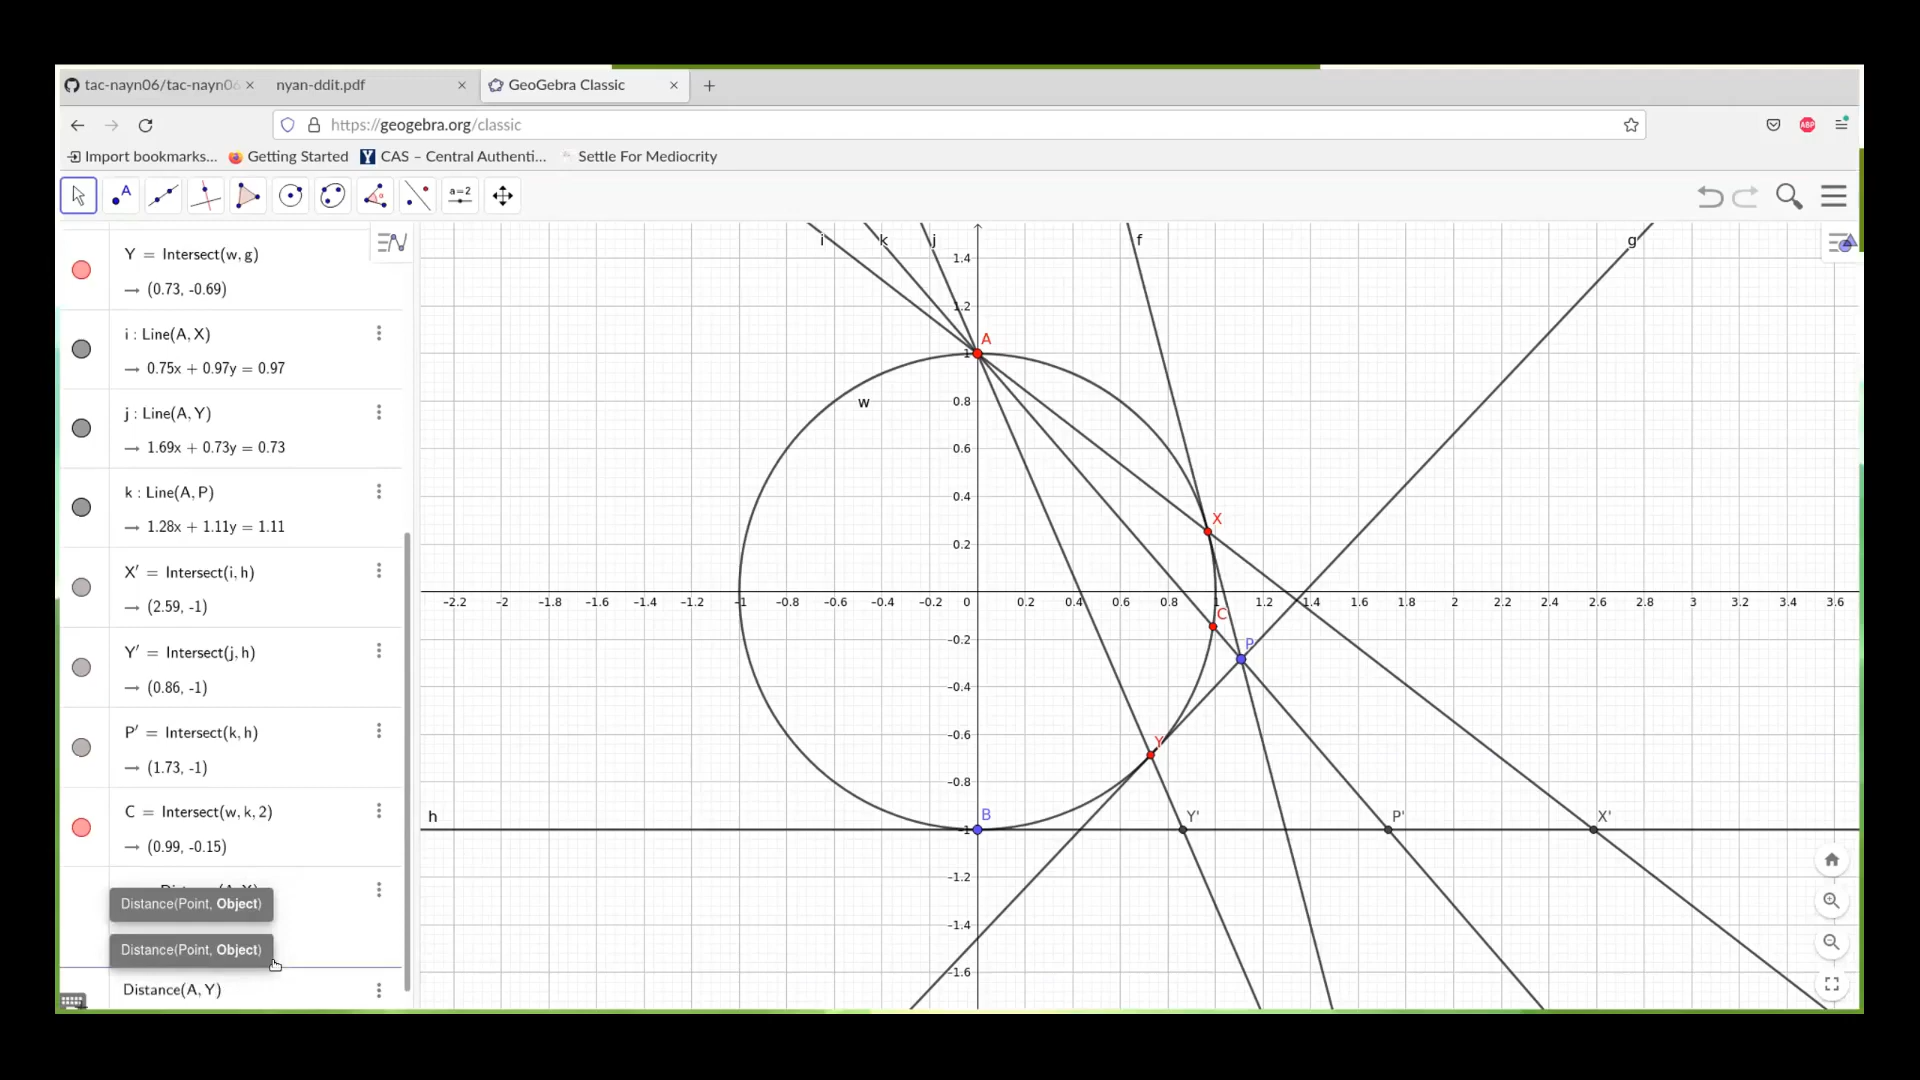 tac-nayn06/tac-nayn06 nyan-ddit.pdf GeoGebra Classic
https://geogebra.org/classic ABP
Import bookmarks... Getting Started Y CAS – Central Authenti... Settle For Mediocrity
A a=2
Y = Intersect(w, g)
→ (0.73, -0.69)
i : Line(A, X)
→ 0.75x + 0.97y = 0.97
j : Line(A, Y)
→ 1.69x + 0.73y = 0.73
k : Line(A, P)
→ 1.28x + 1.11y = 1.11
X′ = Intersect(i, h)
→ (2.59, -1)
Y′ = Intersect(j, h)
→ (0.86, -1)
P′ = Intersect(k, h)
→ (1.73, -1)
C = Intersect(w, k, 2)
→ (0.99, -0.15)
Distance(Point, Object)
Distance(Point, Object)
Distance(A, Y)
i k j f g
1.4
1.2
A
1
0.8
w
0.6
0.4
X
0.2
-2.2 -2 -1.8 -1.6 -1.4 -1.2 -1 -0.8 -0.6 -0.4 -0.2 0 0.2 0.4 0.6 0.8 1 1.2 1.4 1.6 1.8 2 2.2 2.4 2.6 2.8 3 3.2 3.4 3.6
C
-0.2
P
-0.4
-0.6
Y
-0.8
h B Y' P' X'
-1
-1.2
-1.4
-1.6